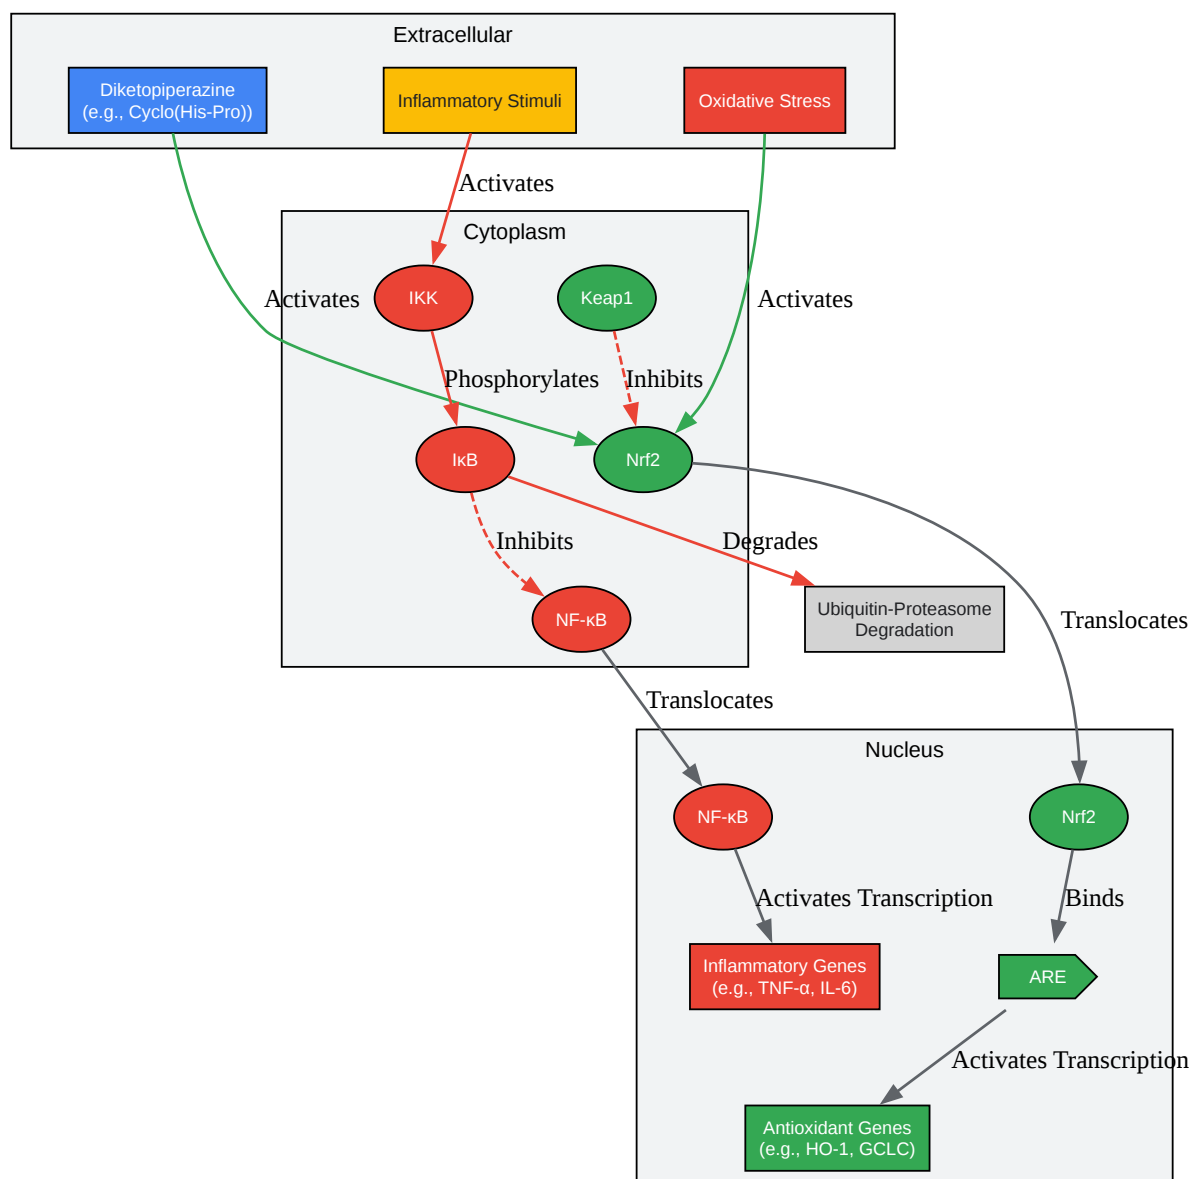 Extracellular
Diketopiperazine
(e.g., Cyclo(His-Pro))
Inflammatory Stimuli
Oxidative Stress
Activates
Cytoplasm
IKK
Keap1
Activates
Activates
Phosphorylates
Inhibits
IκB
Nrf2
Inhibits
Degrades
NF-κB
Ubiquitin-Proteasome
Degradation
Translocates
Translocates
Nucleus
NF-κB
Nrf2
Activates Transcription
Binds
Inflammatory Genes
(e.g., TNF-α, IL-6)
ARE
Activates Transcription
Antioxidant Genes
(e.g., HO-1, GCLC)